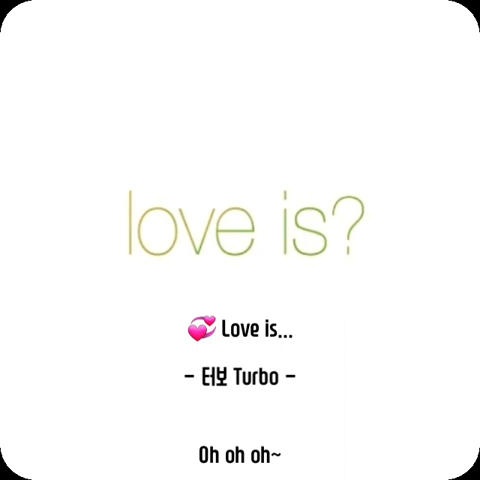 love is?
💞 Love is...
- 터보 Turbo -
Oh oh oh~